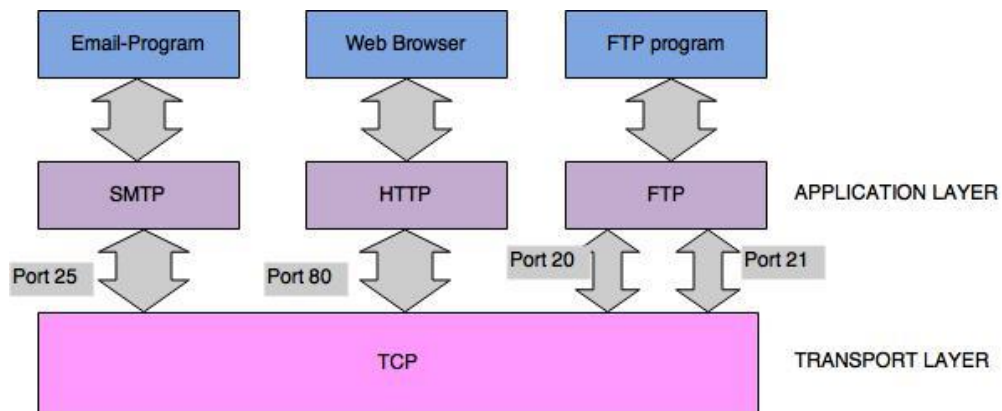 Email-Program
Web Browser
FTP program
SMTP
HTTP
FTP
APPLICATION LAYER
Port 25
Port 80
Port 20
Port 21
TCP
TRANSPORT LAYER